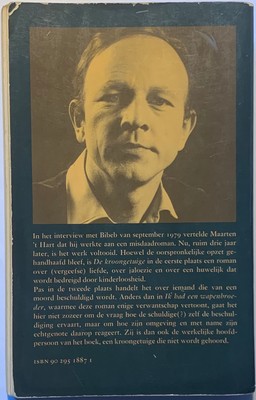 In het interview met Bibeb van september 1979 vertelde Maarten
't Hart dat hij werkte aan een misdaadroman. Nu, ruim drie jaar
later, is het werk voltooid. Hoewel de oorspronkelijke opzet ge-
handhaafd bleef, is De kroongetuige in de eerste plaats een roman
over (vergeefse) liefde, over jaloezie en over een huwelijk dat
wordt bedreigd door kinderloosheid.
Pas in de tweede plaats handelt het over iemand die van een
moord beschuldigd wordt. Anders dan in Ik had een wapenbroe-
der, waarmee deze roman enige verwantschap vertoont, gaat het
hier niet zozeer om de vraag hoe de schuldige(?) zelf de beschul-
diging ervaart, maar om hoe zijn omgeving en met name zijn
echtgenote daarop reageert. Zij is dan ook de werkelijke hoofd-
persoon van het boek, een kroongetuige die niet wordt gehoord.
ISBN 90 295 1887 1